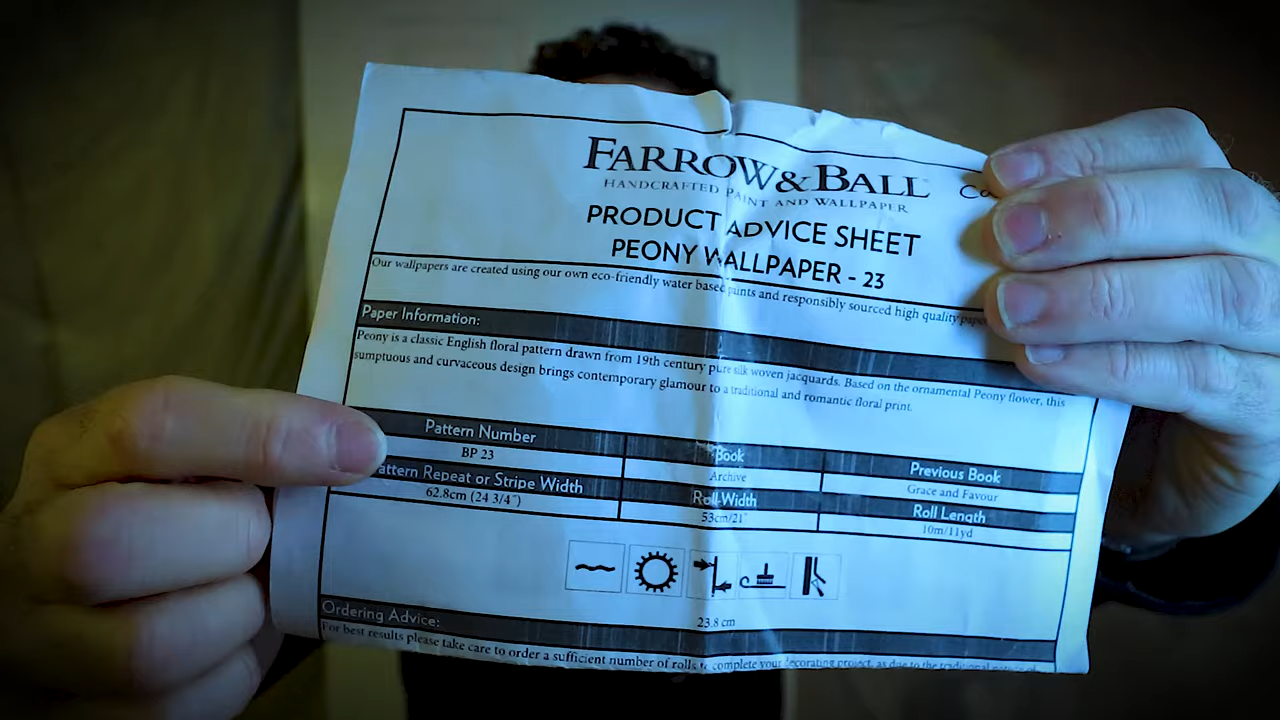 FARROW & BALL
HANDCRAFTED PAINT AND WALLPAPER
PRODUCT ADVICE SHEET
PEONY WALLPAPER - 23
Our wallpapers are created using our own eco-friendly water based and responsibly sourced high quality
Paper Information:
Peony is a classic English floral pattern drawn from 19th century pure silk woven jacquards. Based on the ornamental Peony flower, this
sumptuous and curvaceous design brings contemporary glamour to a traditional and romantic floral print.
Pattern Number Book Previous Book
BP 23 Archive Grace and Favour
Pattern Repeat or Stripe Width Roll Width Roll Length
62.8cm (24 3/4") 53cm/21" 10m/11yd
23.8 cm
Ordering Advice:
For best results please take care to order a sufficient number of rolls to complete your decorating project, as due to the traditional nature of